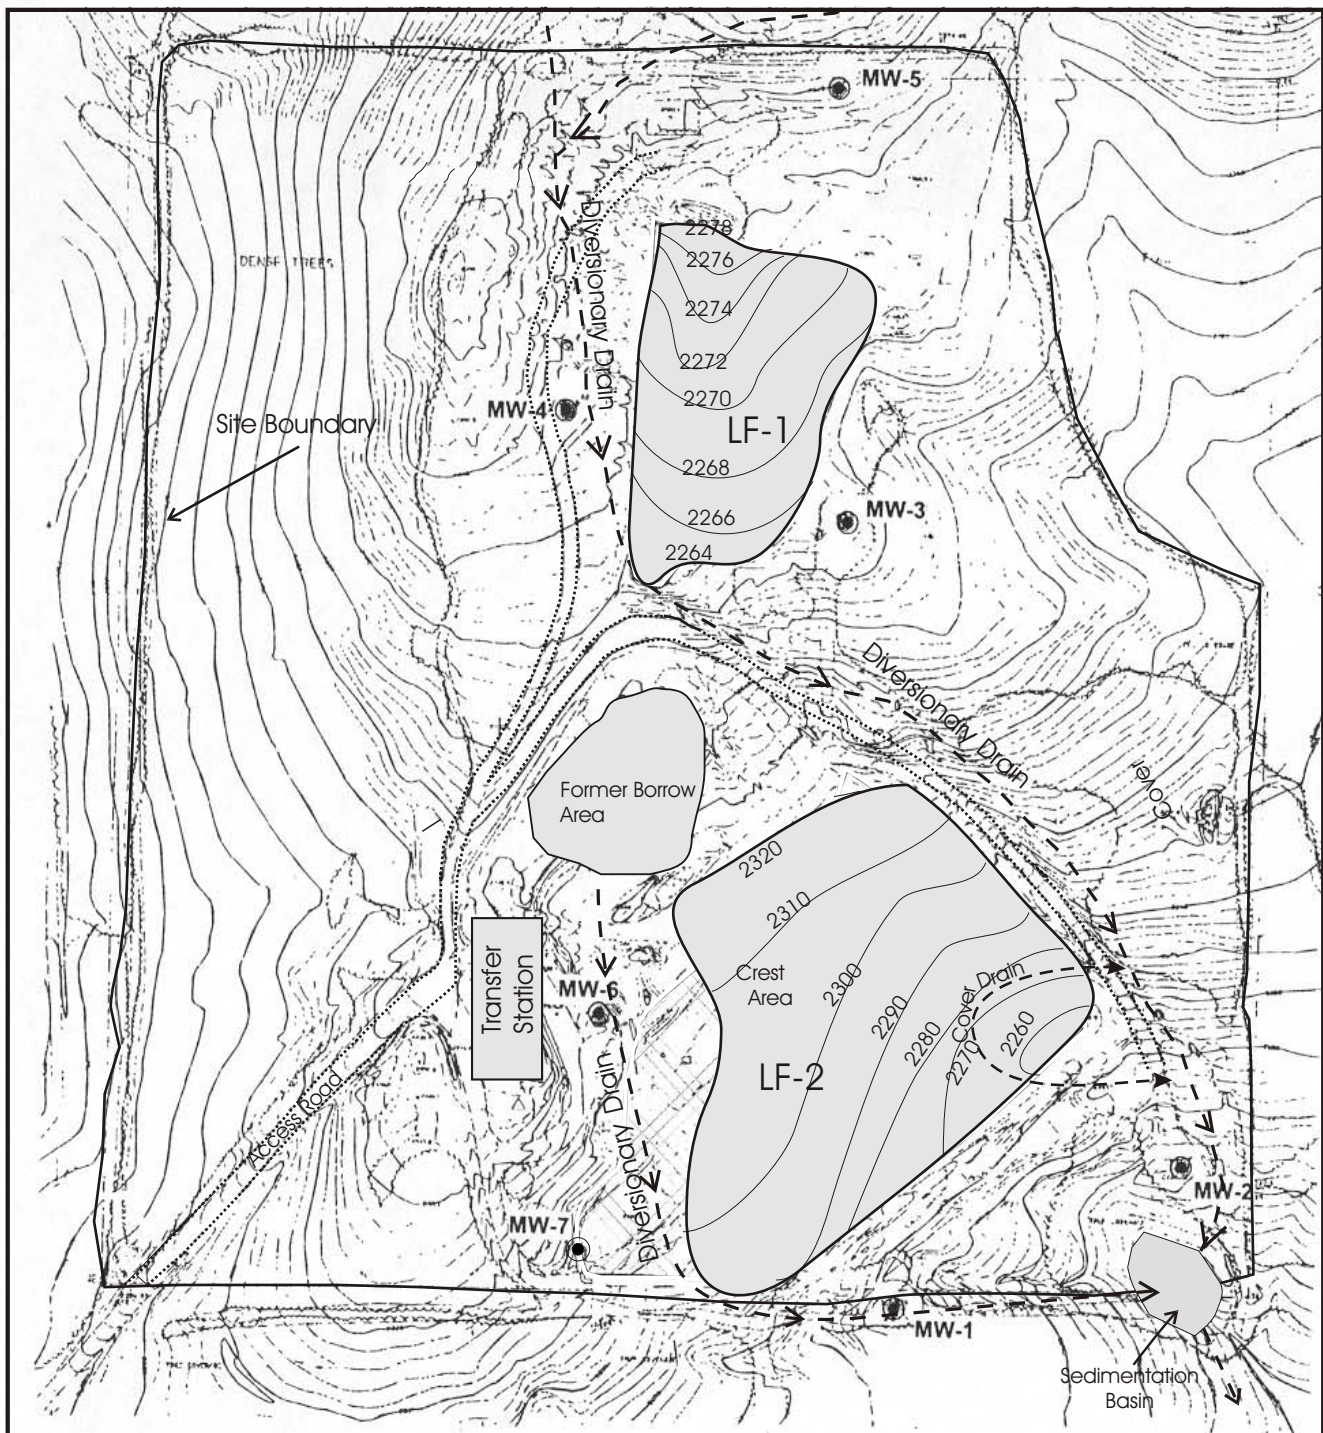 MW-5
2278
2276
DENSE TREES
Diversionary Drain
2274
2272
2270
MW-4
Site Boundary
LF-1
2268
MW-3
2266
2264
Diversionary Drain
Former Borrow
Area
Cover
2320
2310
Transfer
Station
Crest
Area
2300
Cover Drain
MW-6
2290
2280
2270
2260
LF-2
Access Road
Diversionary Drain
MW-2
MW-7
MW-1
Sedimentation
Basin